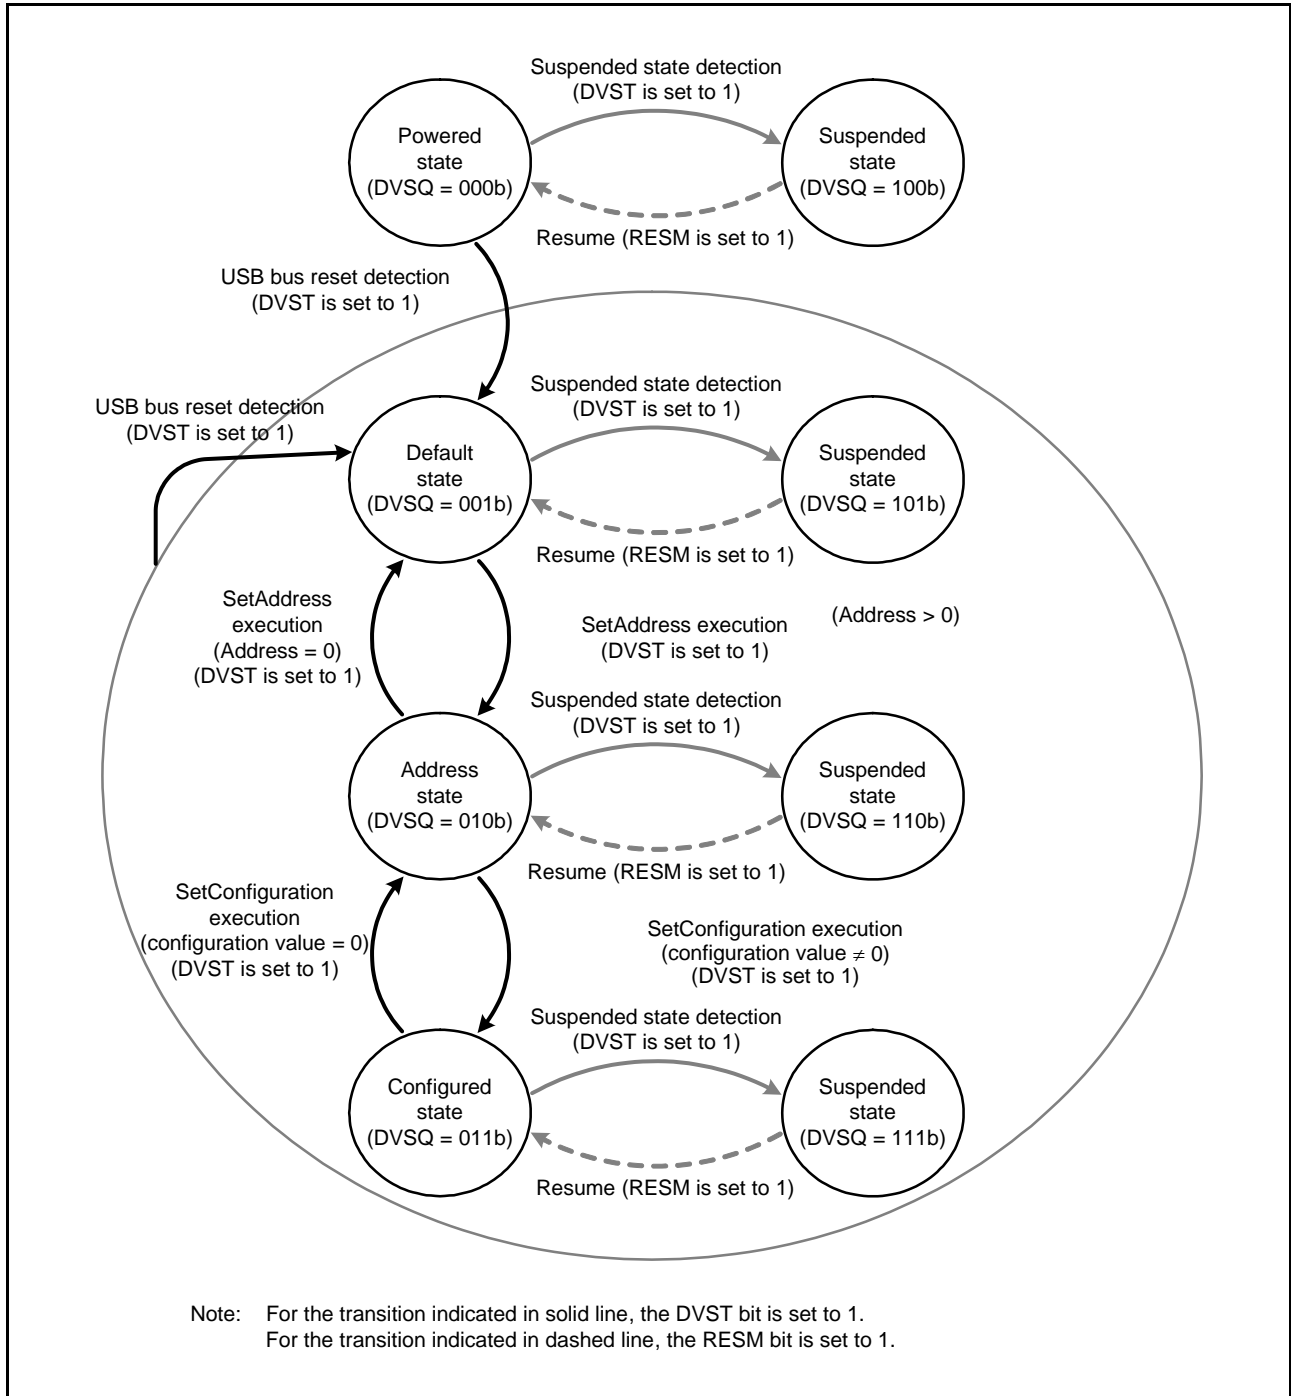 Suspended state detection
(DVST is set to 1)
Powered
state
(DVSQ = 000b)
Suspended
state
(DVSQ = 100b)
Resume (RESM is set to 1)
USB bus reset detection
(DVST is set to 1)
Suspended state detection
(DVST is set to 1)
USB bus reset detection
(DVST is set to 1)
Default
state
(DVSQ = 001b)
Suspended
state
(DVSQ = 101b)
Resume (RESM is set to 1)
SetAddress
execution
(Address = 0)
(DVST is set to 1)
SetAddress execution
(DVST is set to 1)
(Address > 0)
Suspended state detection
(DVST is set to 1)
Address
state
(DVSQ = 010b)
Suspended
state
(DVSQ = 110b)
Resume (RESM is set to 1)
SetConfiguration
execution
(configuration value = 0)
(DVST is set to 1)
SetConfiguration execution
(configuration value ≠ 0)
(DVST is set to 1)
Suspended state detection
(DVST is set to 1)
Configured
state
(DVSQ = 011b)
Suspended
state
(DVSQ = 111b)
Resume (RESM is set to 1)
Note: For the transition indicated in solid line, the DVST bit is set to 1.
For the transition indicated in dashed line, the RESM bit is set to 1.